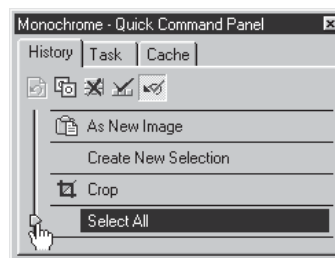 Monochrome - Quick Command Panel
History Task Cache
As New Image
Create New Selection
Crop
Select All